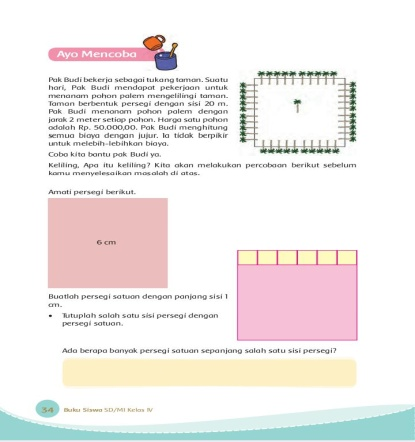 Ayo Mencoba
Pak Budi bekerja sebagai tukang taman. Suatu
hari, Pak Budi mendapat pekerjaan untuk
menanam pohon palem mengelilingi taman.
Taman berbentuk persegi dengan sisi 20 m.
Pak Budi menanam pohon palem dengan
jarak 2 meter setiap pohon. Harga satu pohon
adalah Rp. 50.000,00. Pak Budi menghitung
semua biaya dengan jujur. Ia tidak berpikir
untuk melebih-lebihkan biaya.
Coba kita bantu pak Budi ya.
Keliling, Apa itu keliling? Kita akan melakukan percobaan berikut sebelum
kamu menyelesaikan masalah di atas.
Amati persegi berikut.
6 cm
Buatlah persegi satuan dengan panjang sisi 1
cm.
• Tutuplah salah satu sisi persegi dengan
persegi satuan.
Ada berapa banyak persegi satuan sepanjang salah satu sisi persegi?
34 Buku Siswa SD/MI Kelas IV